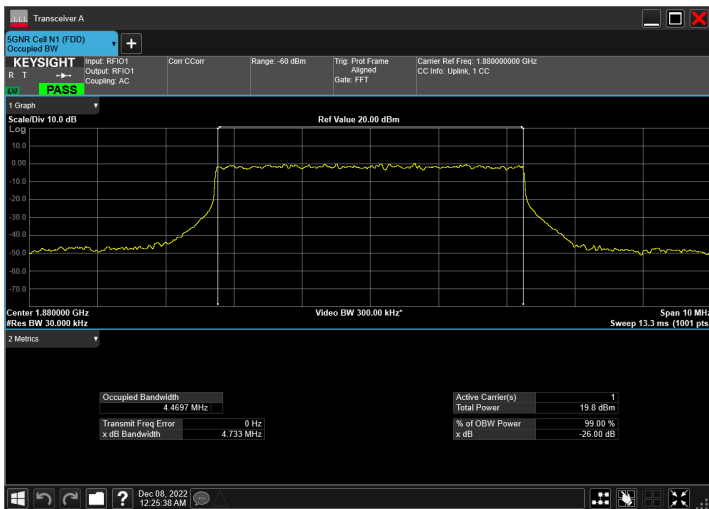 Transceiver A
5GNR Cell N1 (FDD)
Occupied BW
KEYSIGHT
R T
LXI
PASS
Input: RFIO1
Output: RFIO1
Coupling: AC
Corr CCorr
Range: -60 dBm
Trig: Prot Frame
Aligned
Gate: FFT
Carrier Ref Freq: 1.880000000 GHz
CC Info: Uplink, 1 CC
1 Graph
Scale/Div 10.0 dB
Ref Value 20.00 dBm
Log
10.0
0.00
-10.0
-20.0
-30.0
-40.0
-50.0
-60.0
-70.0
Center 1.880000 GHz
Video BW 300.00 kHz*
Span 10 MHz
#Res BW 30.000 kHz
Sweep 13.3 ms (1001 pts
2 Metrics
Occupied Bandwidth
4.4697 MHz
Transmit Freq Error 0 Hz
x dB Bandwidth 4.733 MHz
Active Carrier(s) 1
Total Power 19.8 dBm
% of OBW Power 99.00 %
x dB -26.00 dB
?
Dec 08, 2022
12:25:38 AM